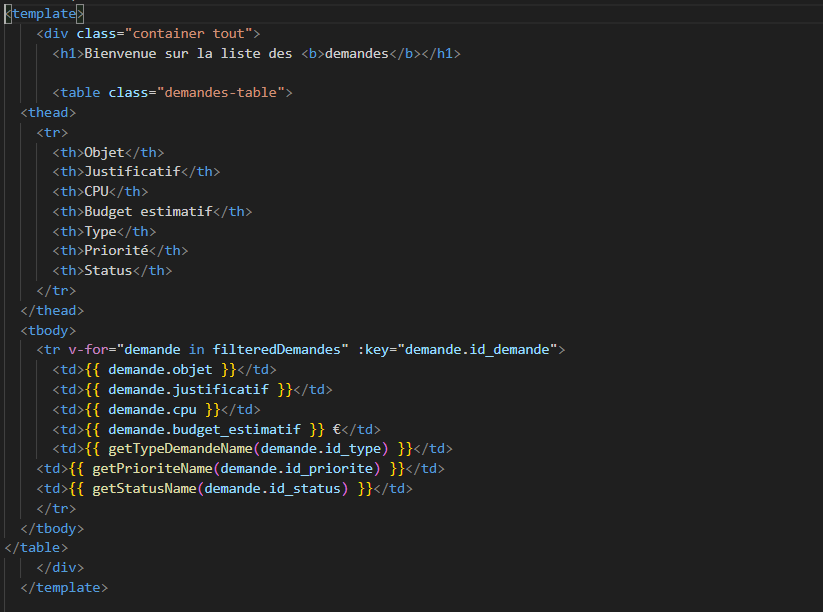 <template>
<div class="container tout">
<h1>Bienvenue sur la liste des <b>demandes</b></h1>
<table class="demandes-table">
<thead>
<tr>
<th>Objet</th>
<th>Justificatif</th>
<th>CPU</th>
<th>Budget estimatif</th>
<th>Type</th>
<th>Priorité</th>
<th>Status</th>
</tr>
</thead>
<tbody>
<tr v-for="demande in filteredDemandes" :key="demande.id_demande">
<td>{{ demande.objet }}</td>
<td>{{ demande.justificatif }}</td>
<td>{{ demande.cpu }}</td>
<td>{{ demande.budget_estimatif }} €</td>
<td>{{ getTypeDemandeName(demande.id_type) }}</td>
<td>{{ getPrioriteName(demande.id_priorite) }}</td>
<td>{{ getStatusName(demande.id_status) }}</td>
</tr>
</tbody>
</table>
</div>
</template>